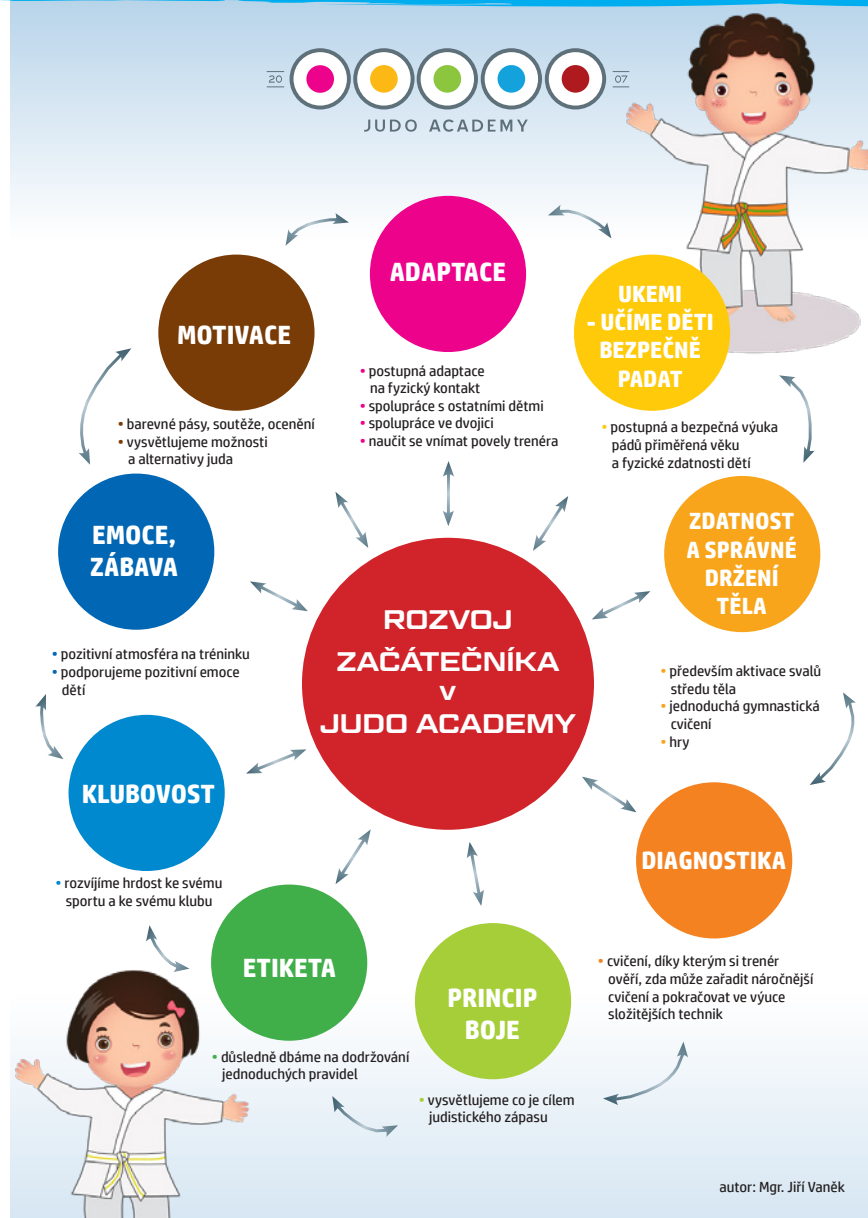 20
07
JUDO ACADEMY
ADAPTACE
• postupná adaptace
na fyzický kontakt
• spolupráce s ostatními dětmi
• spolupráce ve dvojici
• naučit se vnímat povely trenéra
UKEMI
- UČÍME DĚTI
BEZPEČNĚ
PADAT
• postupná a bezpečná výuka
pádů přiměřená věku
a fyzické zdatnosti dětí
ZDATNOST
A SPRÁVNÉ
DRŽENÍ
TĚLA
• především aktivace svalů
středu těla
• jednoduchá gymnastická
cvičení
• hry
DIAGNOSTIKA
• cvičení, díky kterým si trenér
ověří, zda může zařadit náročnější
cvičení a pokračovat ve výuce
složitějších technik
PRINCIP
BOJE
• vysvětlujeme co je cílem
judistického zápasu
ETIKETA
• důsledně dbáme na dodržování
jednoduchých pravidel
KLUBOVOST
• rozvíjíme hrdost ke svému
sportu a ke svému klubu
EMOCE,
ZÁBAVA
• pozitivní atmosféra na tréninku
• podporujeme pozitivní emoce
dětí
MOTIVACE
• barevné pásy, soutěže, ocenění
• vysvětlujeme možnosti
a alternativy juda
ROZVOJ
ZAČÁTEČNÍKA
V
JUDO ACADEMY
autor: Mgr. Jiří Vaněk